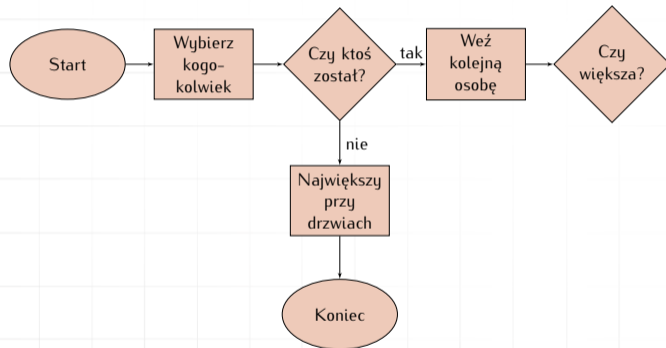 Start
Wybierz
kogo-
kolwiek
Czy ktoś
został?
tak
Weź
kolejną
osobę
Czy
większa?
nie
Największy
przy
drzwiach
Koniec